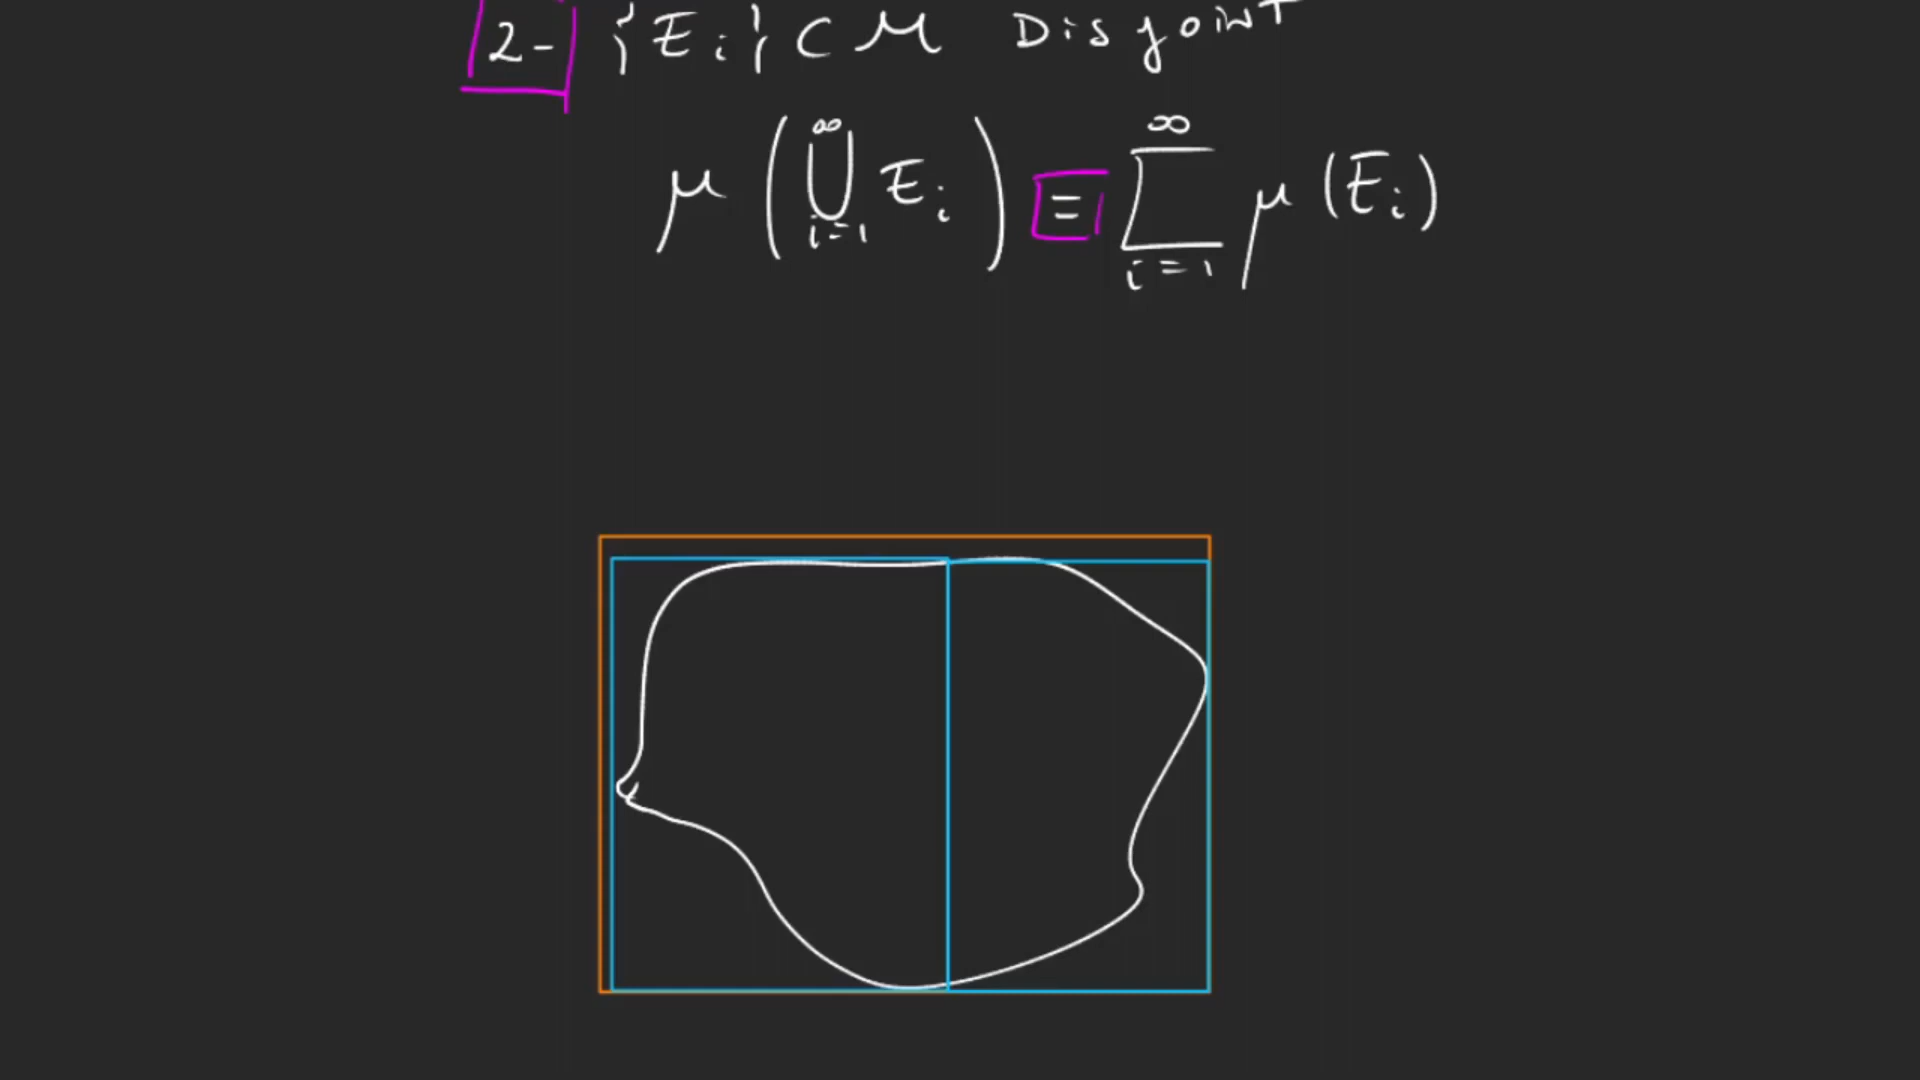 2- {Ei} ⊂ M Disjoint
μ ( ∞ ⋃ i=1 Ei ) = ∞ ∑ i=1 μ (Ei)